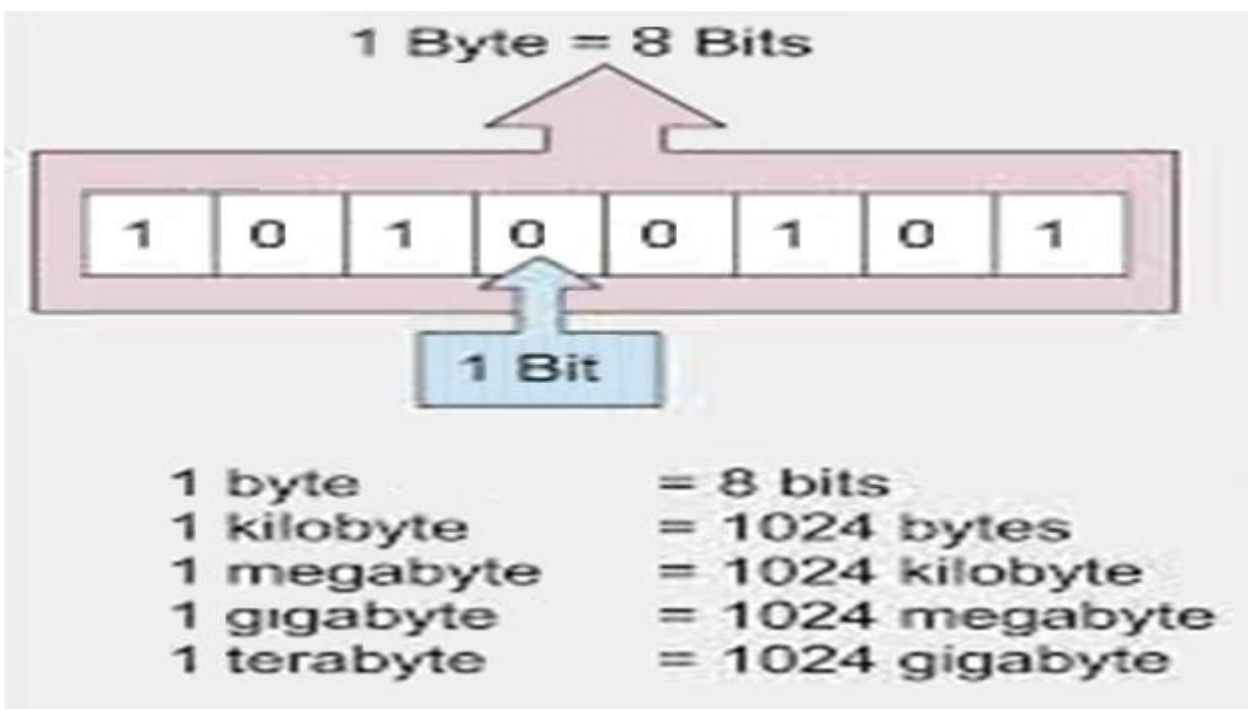 1 Byte = 8 Bits
1 0 1 0 0 1 0 1
1 Bit
1 byte = 8 bits
1 kilobyte = 1024 bytes
1 megabyte = 1024 kilobyte
1 gigabyte = 1024 megabyte
1 terabyte = 1024 gigabyte